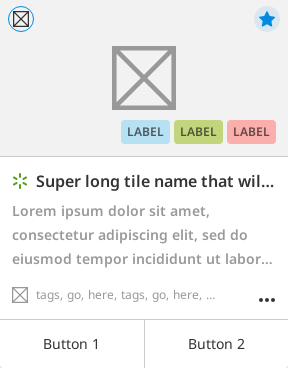 LABEL LABEL LABEL
Super long tile name that wil...
Lorem ipsum dolor sit amet,
consectetur adipiscing elit, sed do
eiusmod tempor incididunt ut labor...
tags, go, here, tags, go, here, ...
Button 1 Button 2